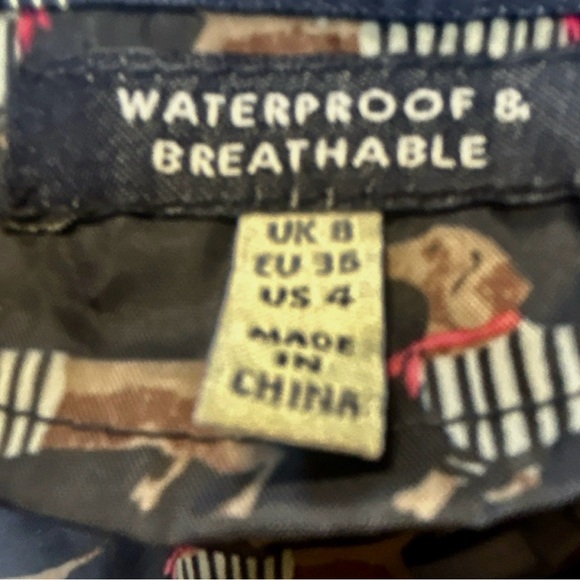 WATERPROOF &
BREATHABLE
UK 8
EU 36
US 4
MADE
IN
CHINA